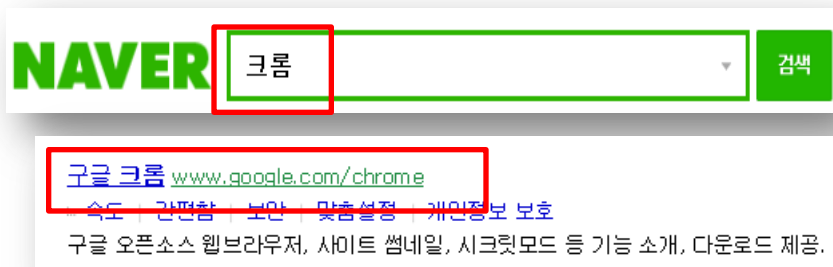 NAVER 크롬 검색
구글 크롬 www.google.com/chrome
속도 간편함 보안 맞춤설정 개인정보 보호
구글 오픈소스 웹브라우저, 사이트 썸네일, 시크릿모드 등 기능 소개, 다운로드 제공.